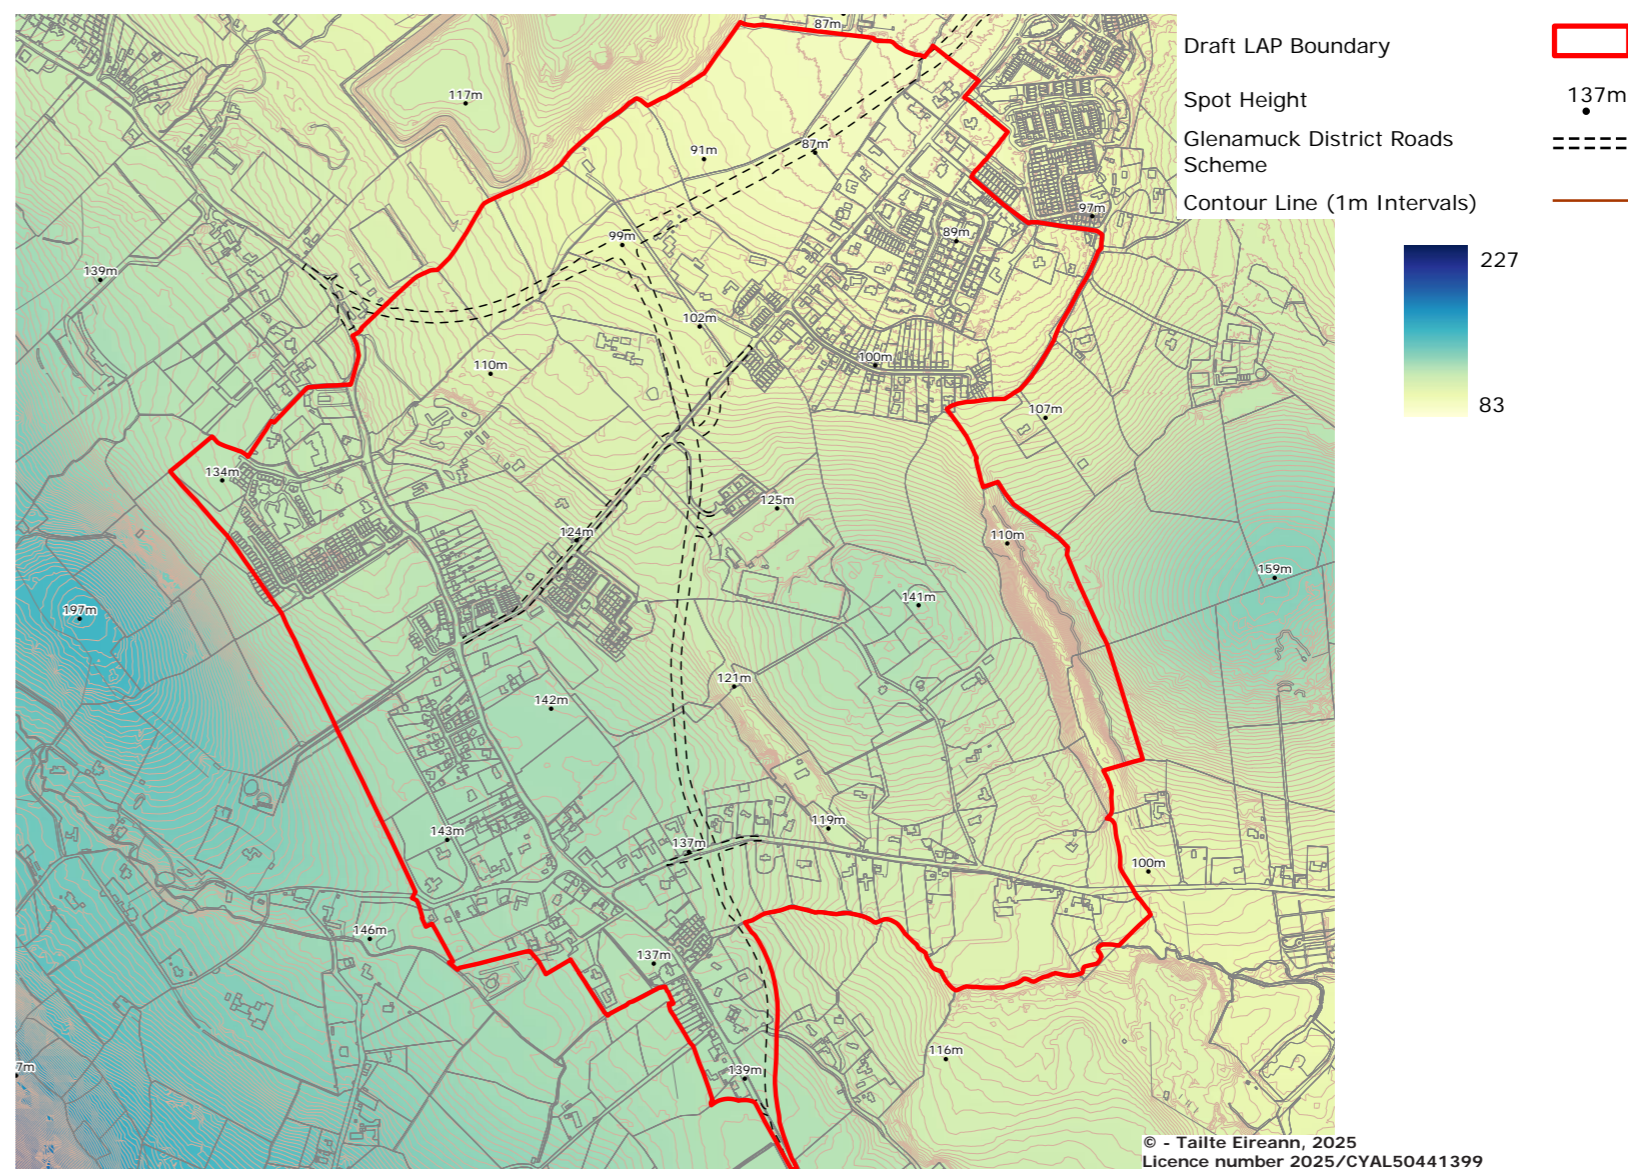 87m
Draft LAP Boundary
117m
Spot Height
137m
Glenamuck District Roads
Scheme
91m
87m
Contour Line (1m Intervals)
97m
99m
89m
139m
227
102m
110m
100m
83
107m
134m
125m
124m
110m
159m
141m
197m
121m
142m
119m
143m
137m
100m
146m
137m
116m
7m
139m
© - Tailte Eireann, 2025
Licence number 2025/CYAL50441399